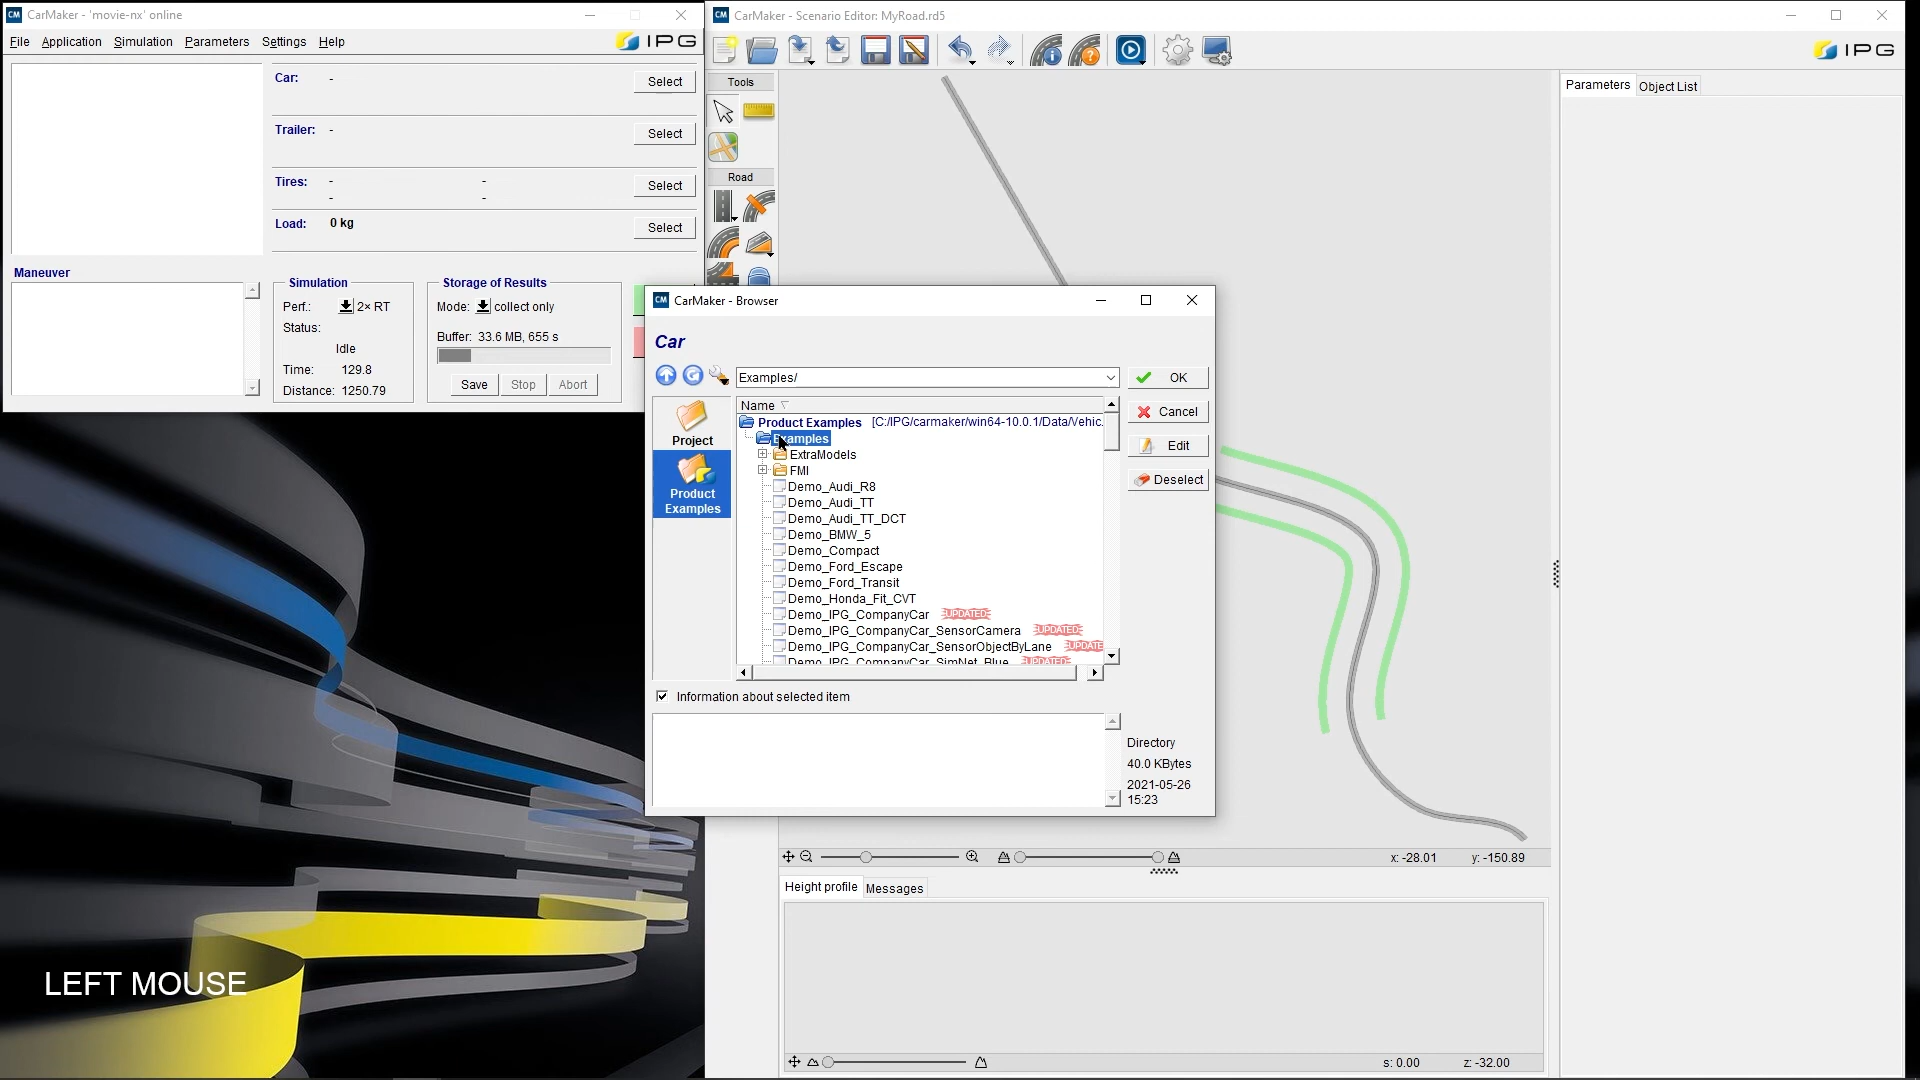 CarMaker - 'movie-nx' online
File Application Simulation Parameters Settings Help
IPG
Car: -
Select
Trailer: -
Select
Tires: - -
- -
Select
Load: 0 kg
Select
Maneuver
Simulation
Perf.: 2× RT
Status:
Idle
Time: 129.8
Distance: 1250.79
Storage of Results
Mode: collect only
Buffer: 33.6 MB, 655 s
Save Stop Abort
CarMaker - Scenario Editor: MyRoad.rd5
IPG
Tools
Road
Parameters Object List
CarMaker - Browser
Car
Examples/
OK
Cancel
Edit
Deselect
Project
Product
Examples
Name
Product Examples [C:/IPG/carmaker/win64-10.0.1/Data/Vehic
Examples
ExtraModels
FMI
Demo_Audi_R8
Demo_Audi_TT
Demo_Audi_TT_DCT
Demo_BMW_5
Demo_Compact
Demo_Ford_Escape
Demo_Ford_Transit
Demo_Honda_Fit_CVT
Demo_IPG_CompanyCar UPDATED
Demo_IPG_CompanyCar_SensorCamera UPDATED
Demo_IPG_CompanyCar_SensorObjectByLane UPDATE
Demo_IPG_CompanyCar_SimNet_Blue UPDATED
Information about selected item
Directory
40.0 KBytes
2021-05-26
15:23
x: -28.01 y: -150.89
Height profile Messages
s: 0.00 z: -32.00
LEFT MOUSE